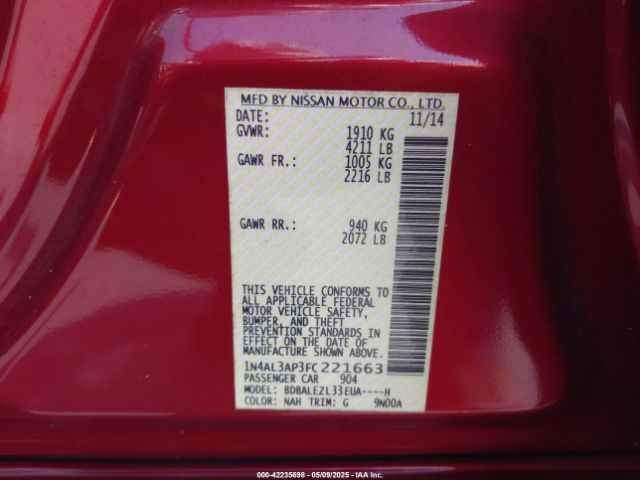 MFD BY NISSAN MOTOR CO., LTD.
DATE: 11/14
GVWR: 1910 KG
4211 LB
GAWR FR.: 1005 KG
2216 LB
GAWR RR.: 940 KG
2072 LB
THIS VEHICLE CONFORMS TO
ALL APPLICABLE FEDERAL
MOTOR VEHICLE SAFETY,
BUMPER, AND THEFT
PREVENTION STANDARDS IN
EFFECT ON THE DATE OF
MANUFACTURE SHOWN ABOVE.
1N4AL3AP3FC221663
PASSENGER CAR 904
MODEL: BDBALEZL33EUA----H
COLOR: NAH TRIM: G 9N00A
000-42235698 - 05/09/2025 - IAA Inc.